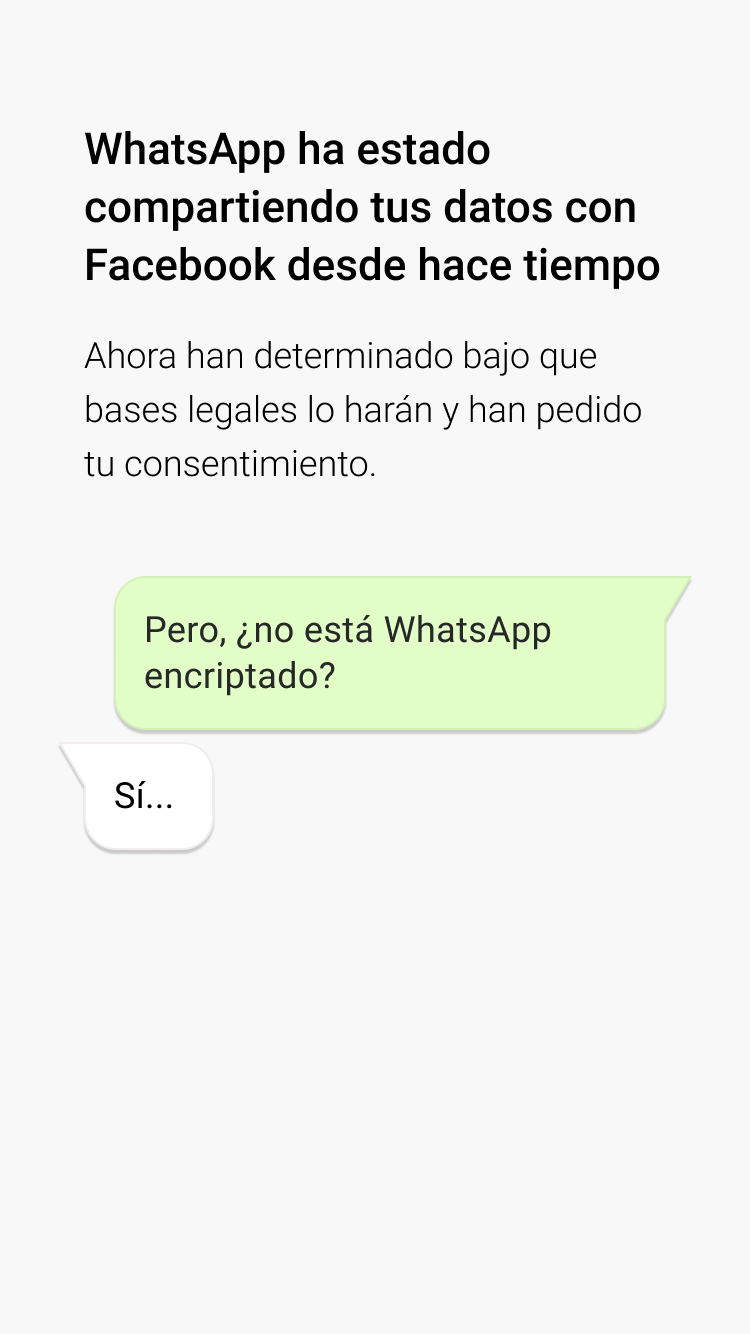 WhatsApp ha estado
compartiendo tus datos con
Facebook desde hace tiempo
Ahora han determinado bajo que
bases legales lo harán y han pedido
tu consentimiento.
Pero, ¿no está WhatsApp
encriptado?
Sí...